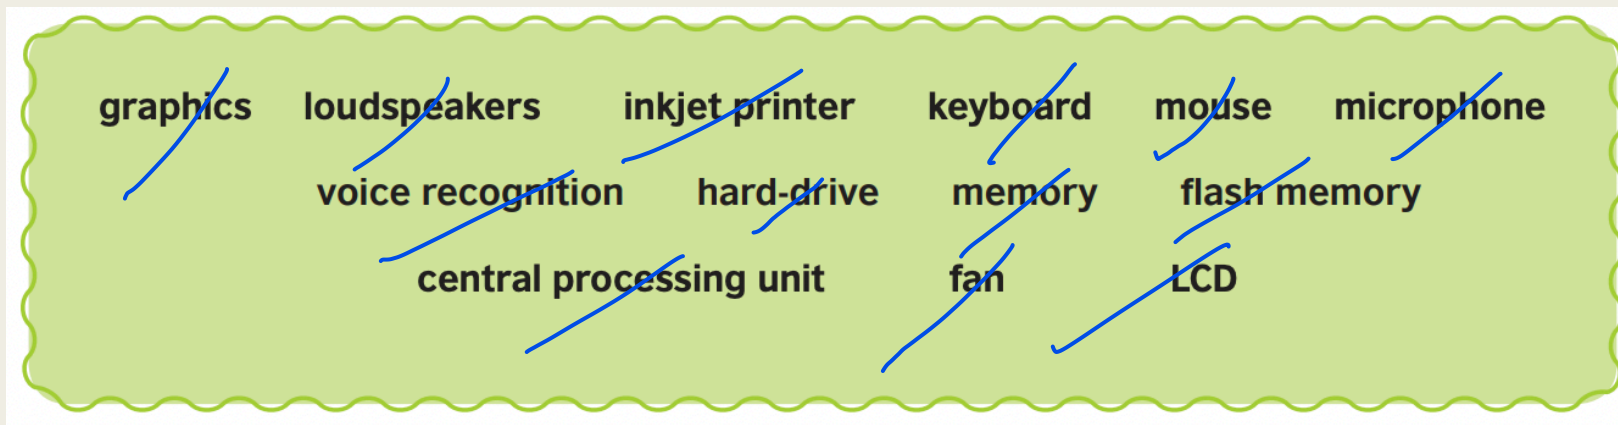 graphics loudspeakers inkjet printer keyboard mouse microphone
voice recognition hard-drive memory flash memory
central processing unit fan LCD